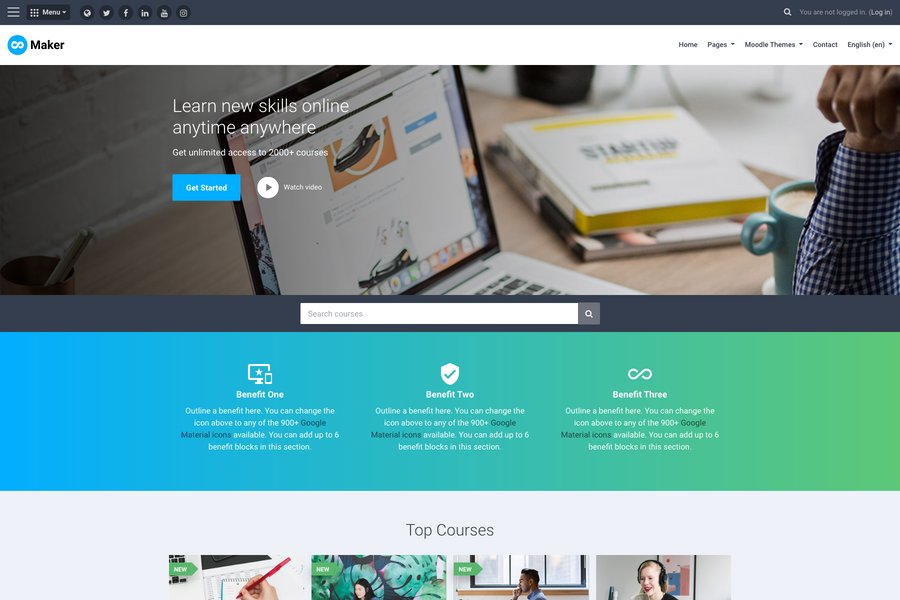 Menu
You are not logged in. (Log in)
Maker
Home
Pages
Moodle Themes
Contact
English (en)
Learn new skills online
anytime anywhere
Get unlimited access to 2000+ courses
Get Started
Watch video
STARTUP
Search courses
Benefit One
Outline a benefit here. You can change the
icon above to any of the 900+ Google
Material icons available. You can add up to 6
benefit blocks in this section.
Benefit Two
Outline a benefit here. You can change the
icon above to any of the 900+ Google
Material icons available. You can add up to 6
benefit blocks in this section.
Benefit Three
Outline a benefit here. You can change the
icon above to any of the 900+ Google
Material icons available. You can add up to 6
benefit blocks in this section.
Top Courses
NEW
NEW
NEW